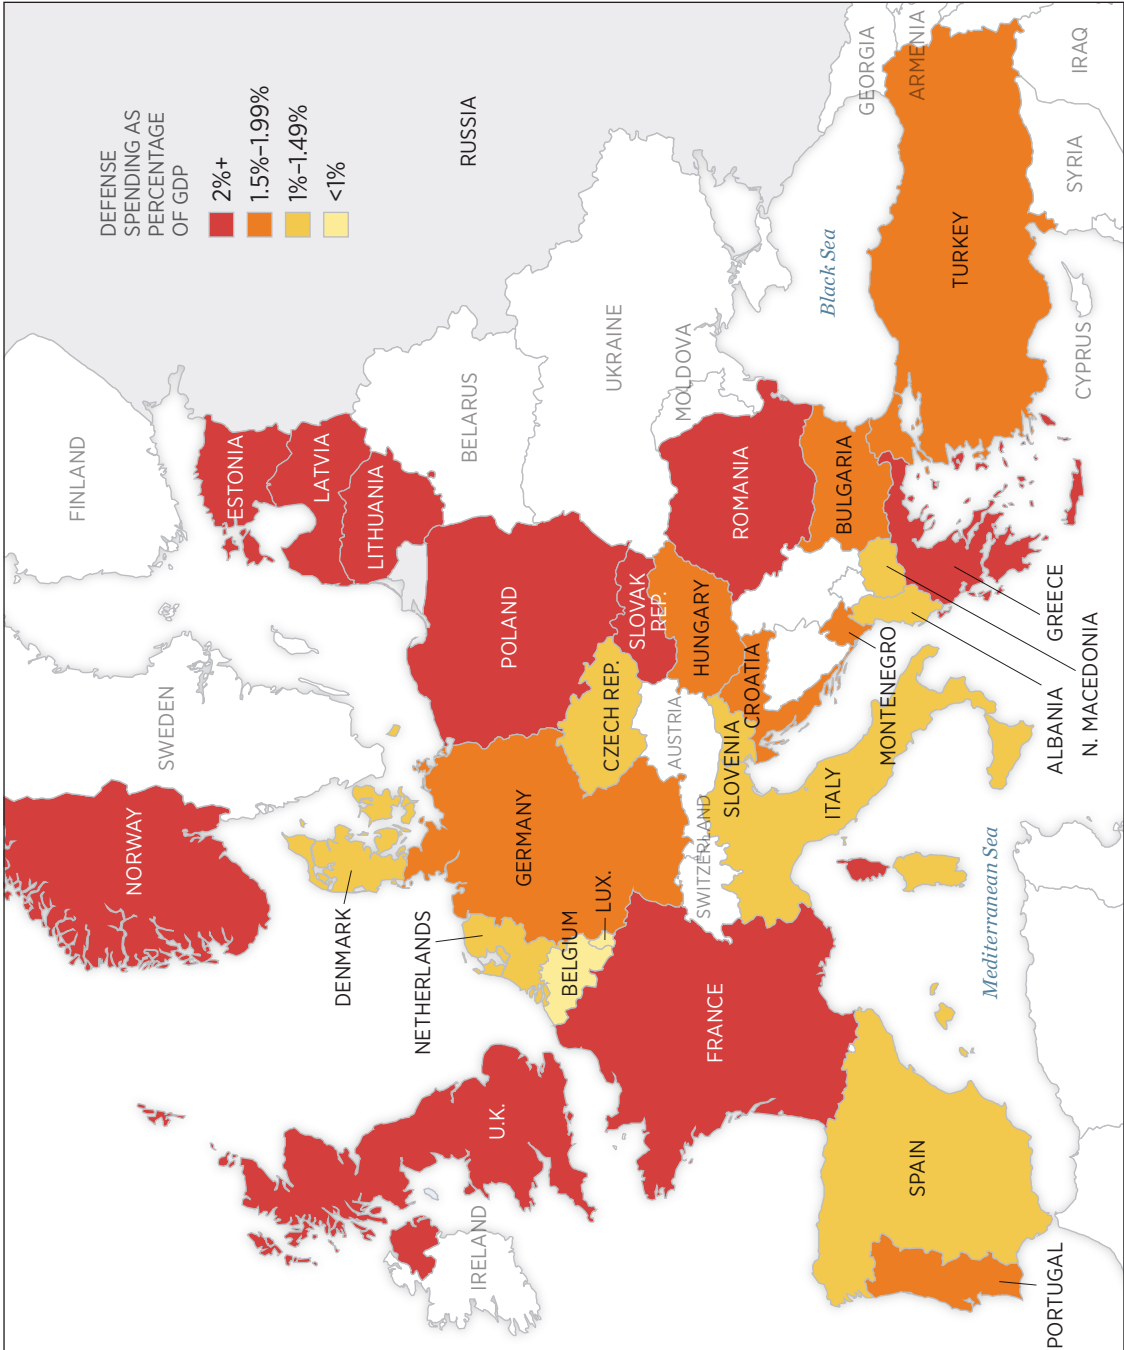 DEFENSE
SPENDING AS
PERCENTAGE
OF GDP
2%+
1.5%–1.99%
1%–1.49%
<1%
NORWAY
SWEDEN
FINLAND
ESTONIA
LATVIA
LITHUANIA
RUSSIA
DENMARK
IRELAND
U.K.
NETHERLANDS
BELGIUM
LUX.
GERMANY
POLAND
BELARUS
CZECH REP.
SLOVAK
REP.
UKRAINE
FRANCE
SWITZERLAND
AUSTRIA
HUNGARY
MOLDOVA
SLOVENIA
CROATIA
ROMANIA
ITALY
MONTENEGRO
BULGARIA
Black Sea
GEORGIA
ARMENIA
PORTUGAL
SPAIN
Mediterranean Sea
ALBANIA
N. MACEDONIA
GREECE
TURKEY
CYPRUS
SYRIA
IRAQ